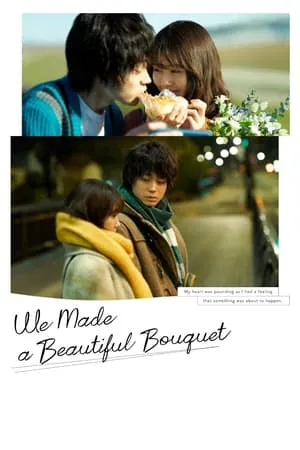 My heart was pounding as I had a feeling
that something was about to happen.
We Made
a Beautiful Bouquet